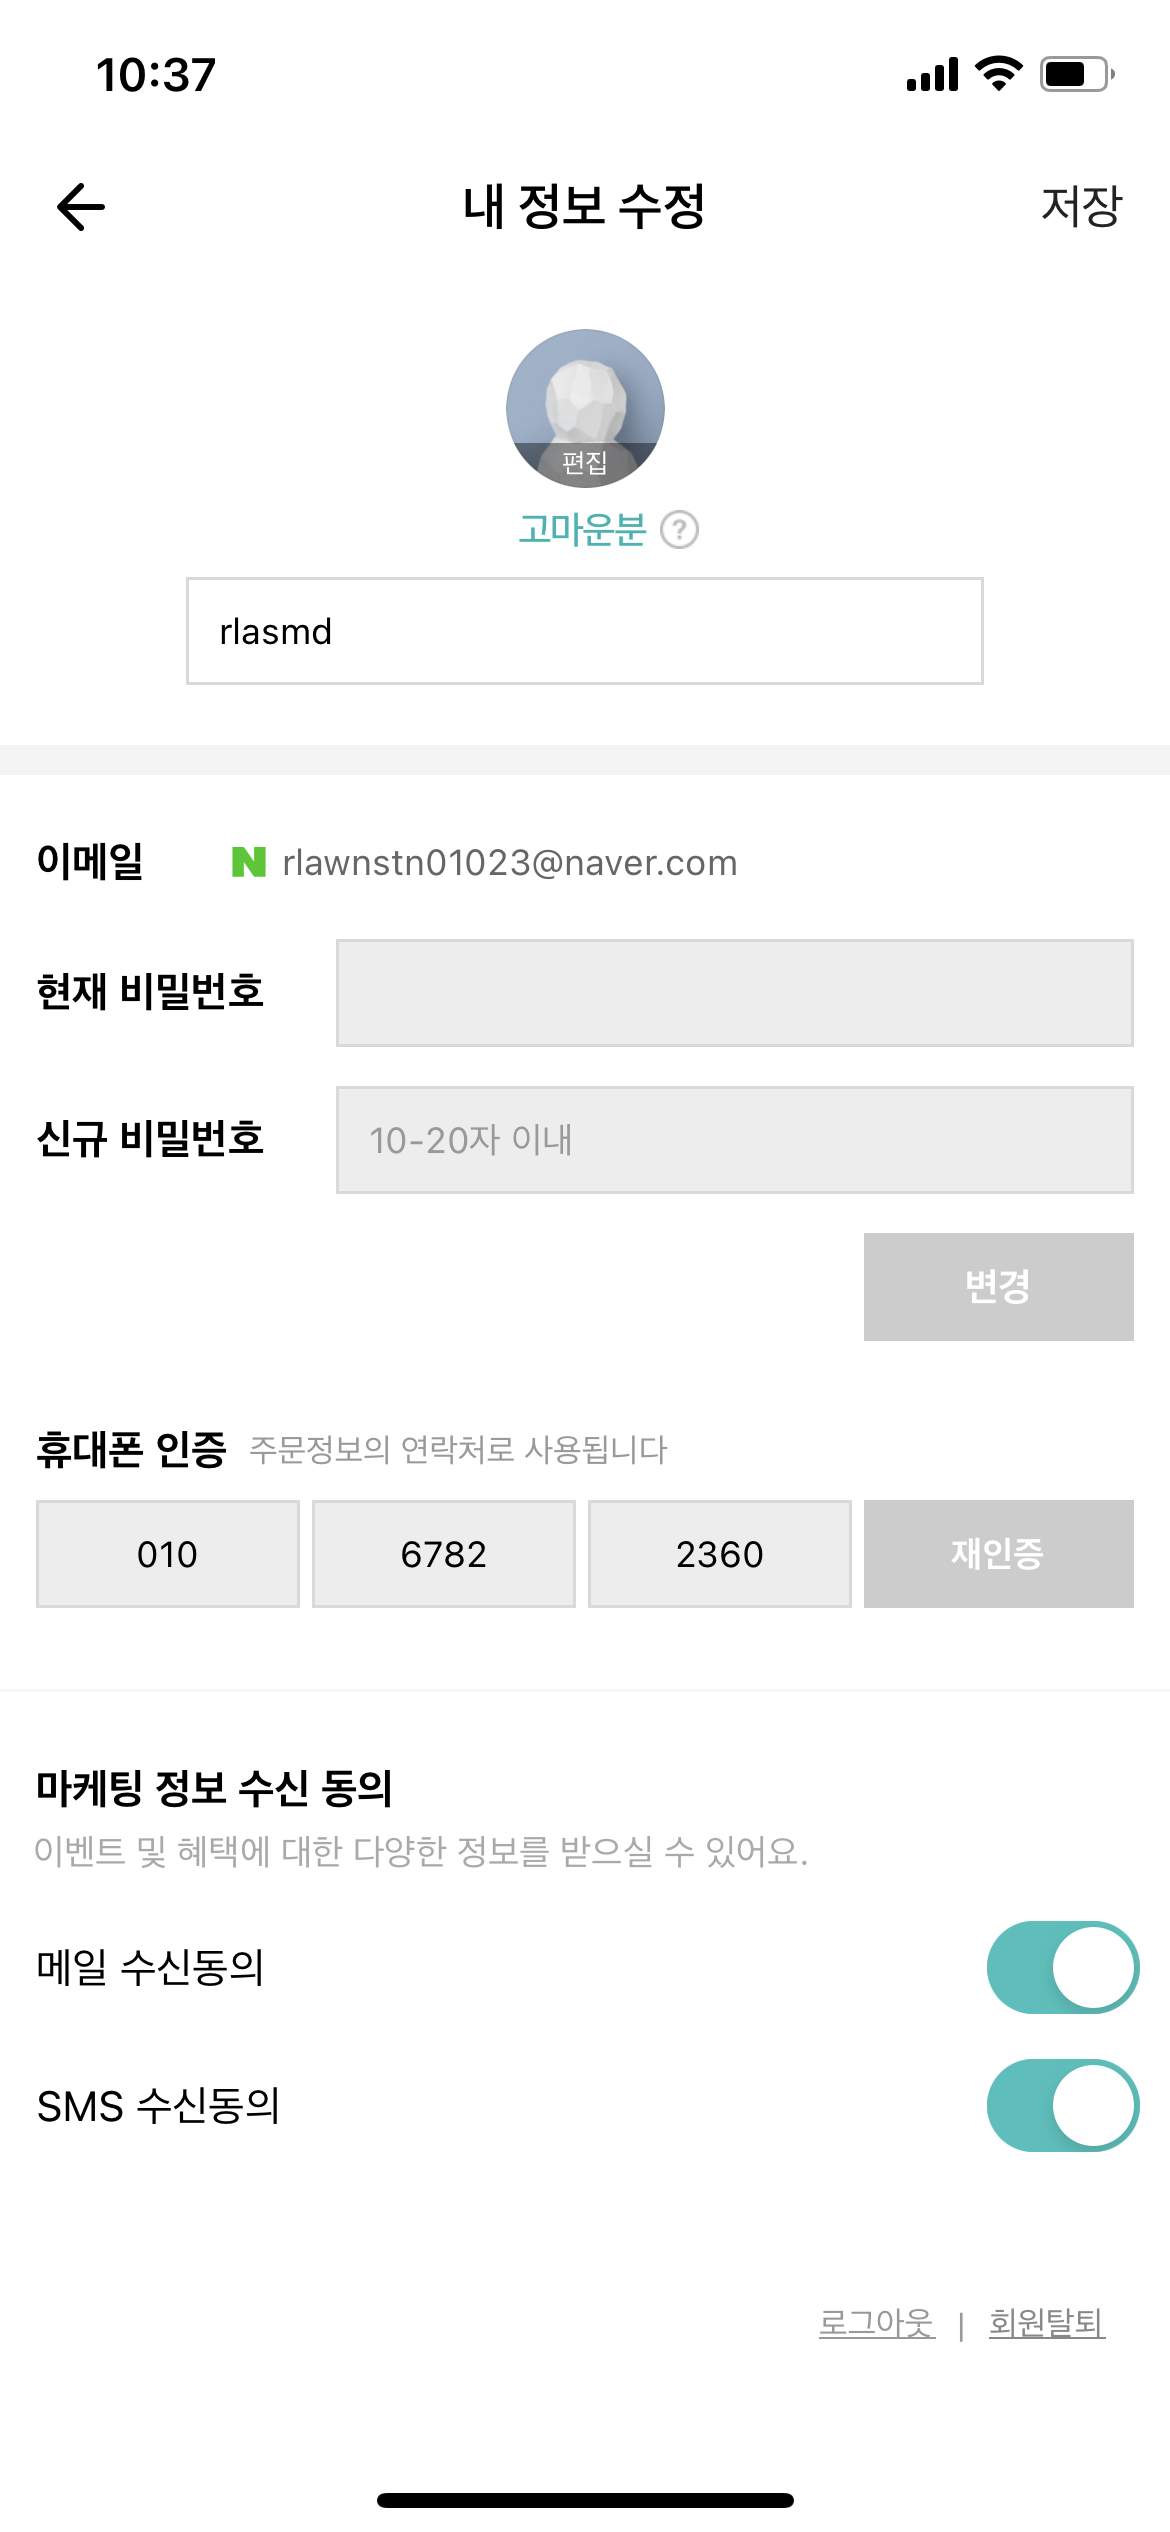 10:37
내 정보 수정
저장
편집
고마운분 ?
rlasmd
이메일 N rlawnstn01023@naver.com
현재 비밀번호
신규 비밀번호 10-20자 이내
변경
휴대폰 인증 주문정보의 연락처로 사용됩니다
010 6782 2360 재인증
마케팅 정보 수신 동의
이벤트 및 혜택에 대한 다양한 정보를 받으실 수 있어요.
메일 수신동의
SMS 수신동의
로그아웃 | 회원탈퇴